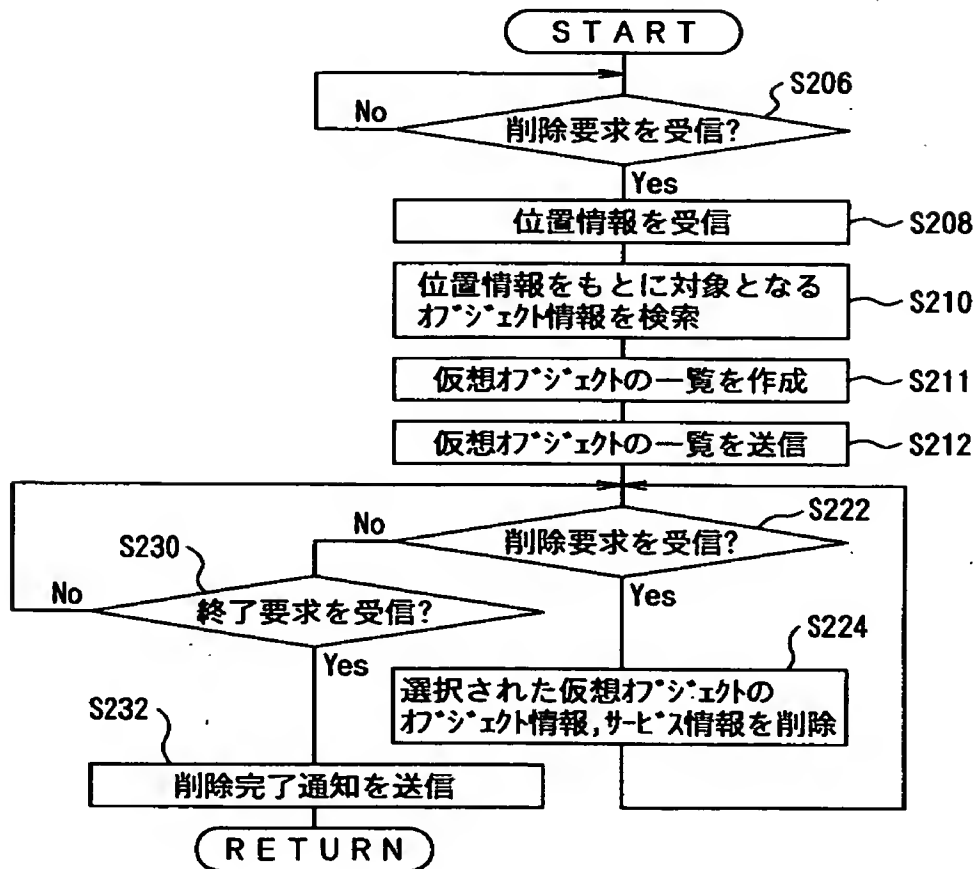 START
S206
No
削除要求を受信?
Yes
位置情報を受信
S208
位置情報をもとに対象となる
ｵﾌﾞｼﾞｪｸﾄ情報を検索
S210
仮想ｵﾌﾞｼﾞｪｸﾄの一覧を作成
S211
仮想ｵﾌﾞｼﾞｪｸﾄの一覧を送信
S212
S222
No
削除要求を受信?
S230
Yes
No
終了要求を受信?
S224
Yes
選択された仮想ｵﾌﾞｼﾞｪｸﾄの
ｵﾌﾞｼﾞｪｸﾄ情報,ｻｰﾋﾞｽ情報を削除
S232
削除完了通知を送信
RETURN